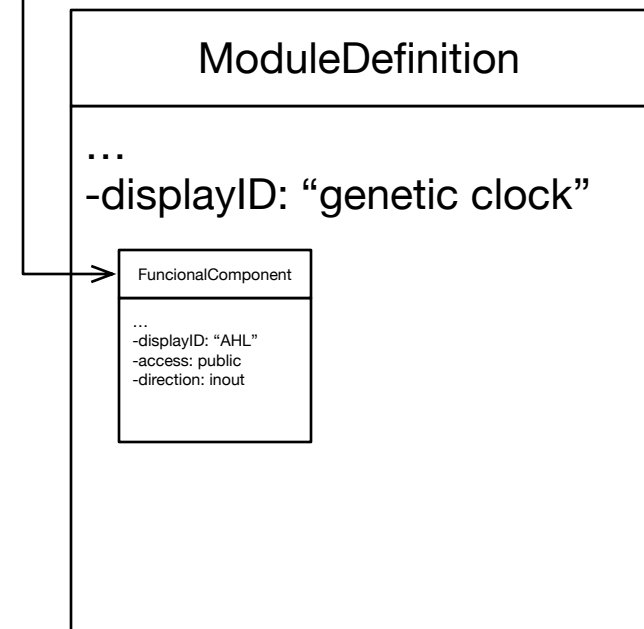 ModuleDefinition
…
-displayID: “genetic clock”
FuncionalComponent
…
-displayID: “AHL”
-access: public
-direction: inout